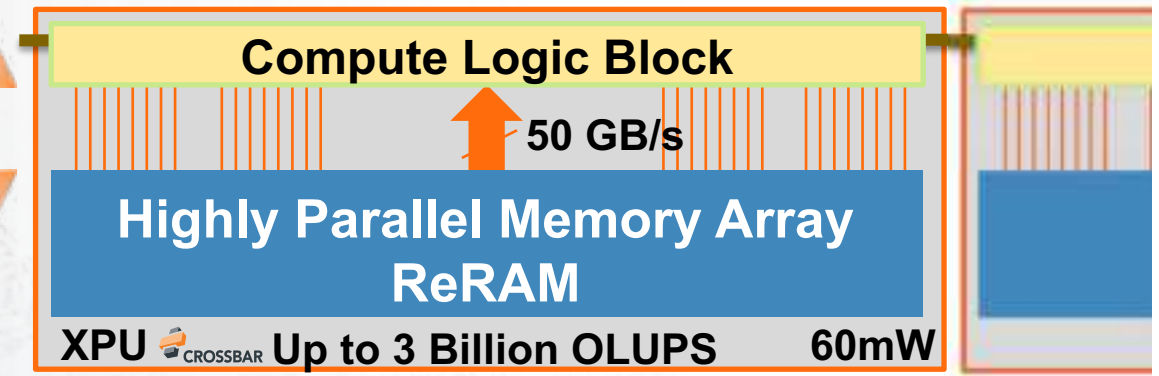 Compute Logic Block
50 GB/s
Highly Parallel Memory Array
ReRAM
XPU CROSSBAR Up to 3 Billion OLUPS 60mW